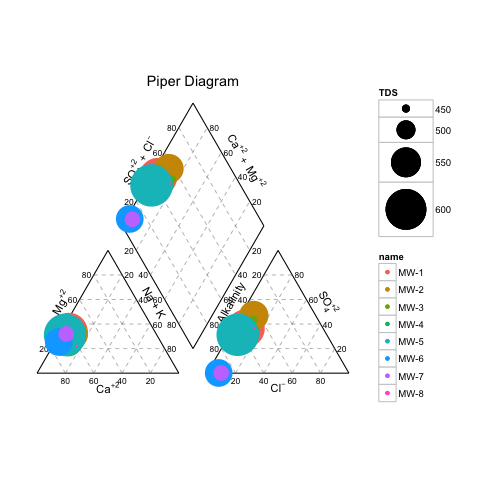 Piper Diagram
TDS
450
500
550
600
name
MW-1
MW-2
MW-3
MW-4
MW-5
MW-6
MW-7
MW-8
80 80
SO₄⁺² + Cl⁻
Ca⁺² + Mg⁺²
60 60
40
20 20
20 20
80 20 20 80
Mg⁺²
Na + K
Alkalinity
SO₄⁺²
60 40 40 60
60 60 40
20 80 80 20
80 60 40 20
20 40 60 80
Ca⁺²
Cl⁻